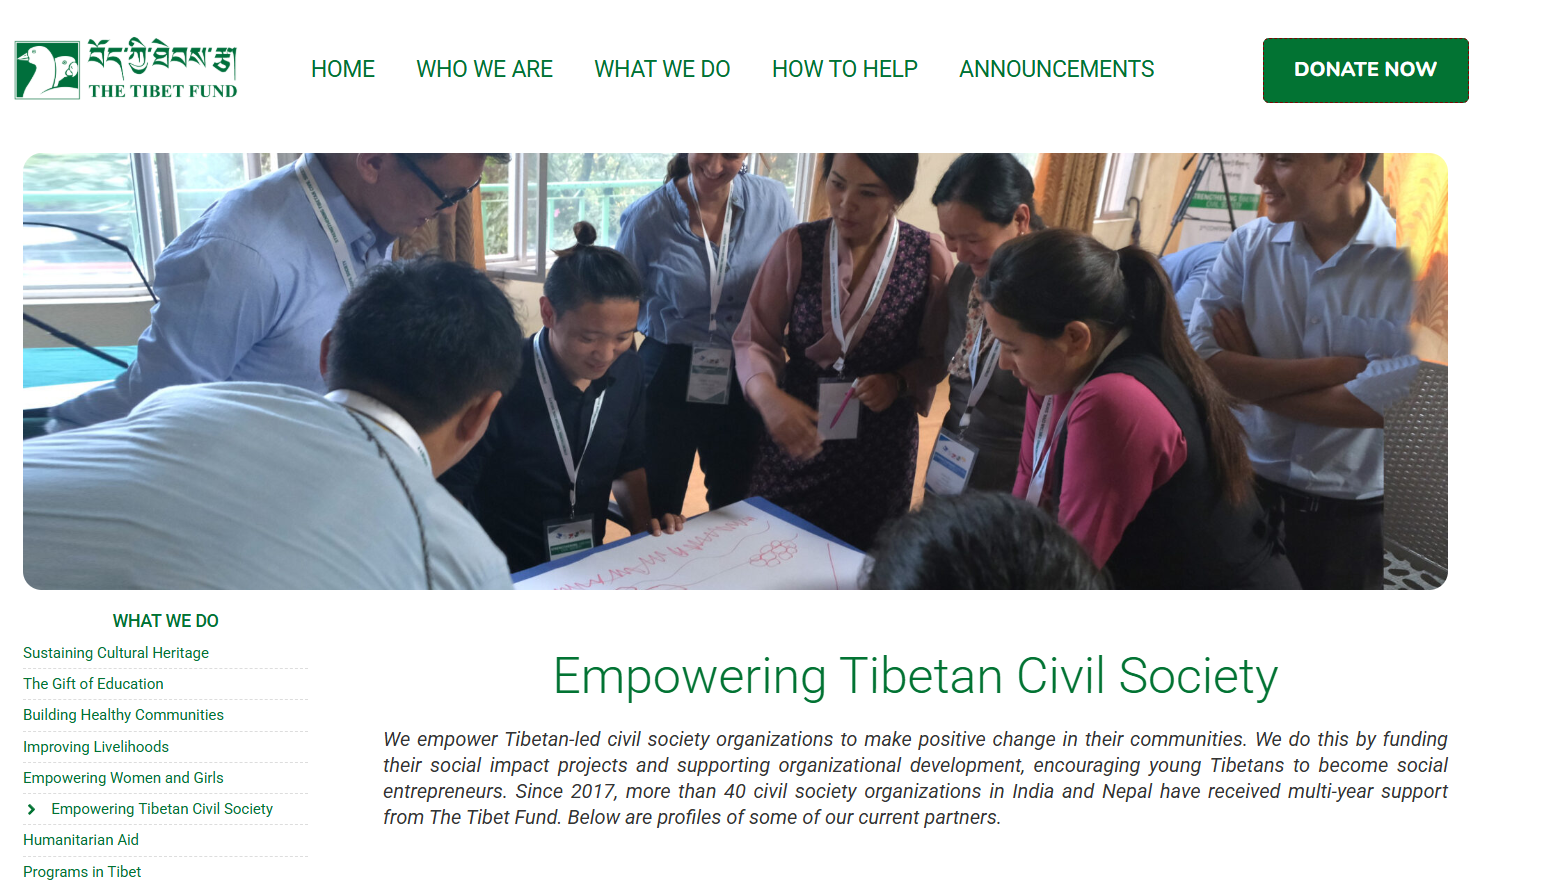 བོད་ཀྱི་ཐེབས་རྩ།
THE TIBET FUND
HOME
WHO WE ARE
WHAT WE DO
HOW TO HELP
ANNOUNCEMENTS
DONATE NOW
WHAT WE DO
Sustaining Cultural Heritage
The Gift of Education
Building Healthy Communities
Improving Livelihoods
Empowering Women and Girls
Empowering Tibetan Civil Society
Humanitarian Aid
Programs in Tibet
Empowering Tibetan Civil Society
We empower Tibetan-led civil society organizations to make positive change in their communities. We do this by funding
their social impact projects and supporting organizational development, encouraging young Tibetans to become social
entrepreneurs. Since 2017, more than 40 civil society organizations in India and Nepal have received multi-year support
from The Tibet Fund. Below are profiles of some of our current partners.